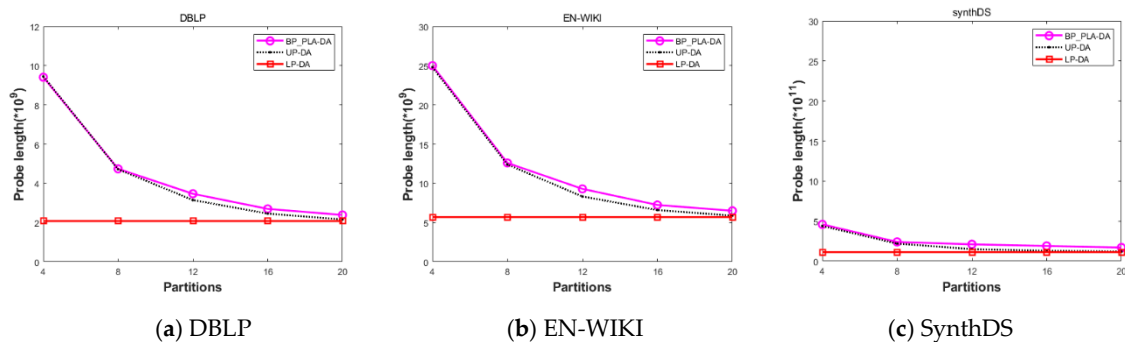 DBLP
12
10
8
6
4
2
0
Probe length(*10^9)
BP_PLA-DA
UP-DA
LP-DA
4 8 12 16 20
Partitions
(a) DBLP
EN-WIKI
30
25
20
15
10
5
0
Probe length(*10^9)
BP_PLA-DA
UP-DA
LP-DA
4 8 12 16 20
Partitions
(b) EN-WIKI
synthDS
30
25
20
15
10
5
0
Probe length(*10^11)
BP_PLA-DA
UP-DA
LP-DA
4 8 12 16 20
Partitions
(c) SynthDS